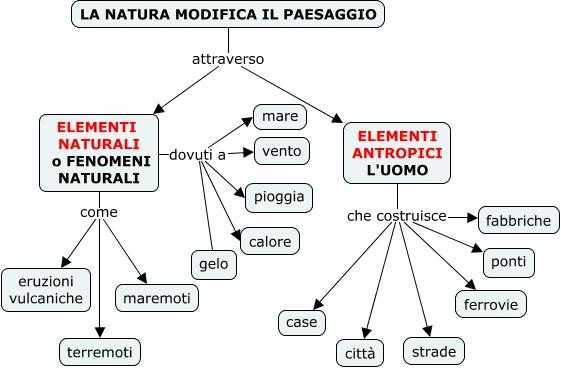 LA NATURA MODIFICA IL PAESAGGIO
attraverso
ELEMENTI
NATURALI
o FENOMENI
NATURALI
dovuti a
mare
vento
pioggia
calore
gelo
come
eruzioni
vulcaniche
terremoti
maremoti
ELEMENTI
ANTROPICI
L'UOMO
che costruisce
fabbriche
ponti
ferrovie
strade
città
case